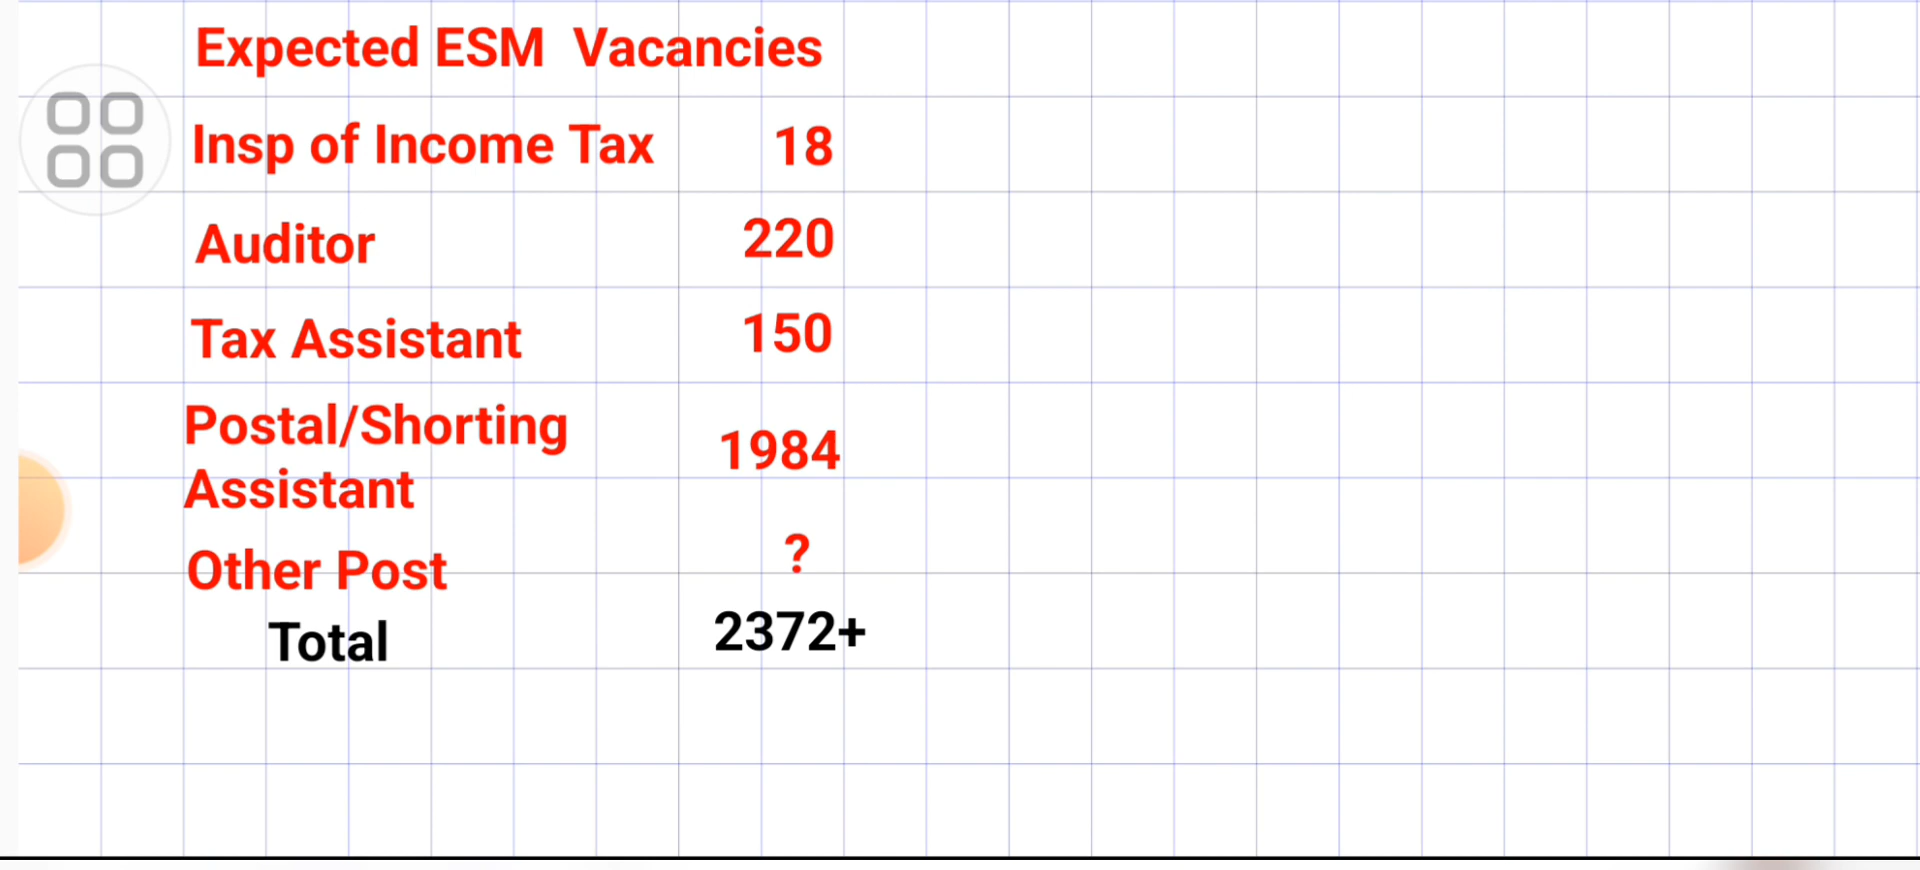 Expected ESM Vacancies
Insp of Income Tax 18
Auditor 220
Tax Assistant 150
Postal/Shorting
Assistant 1984
Other Post ?
Total 2372+